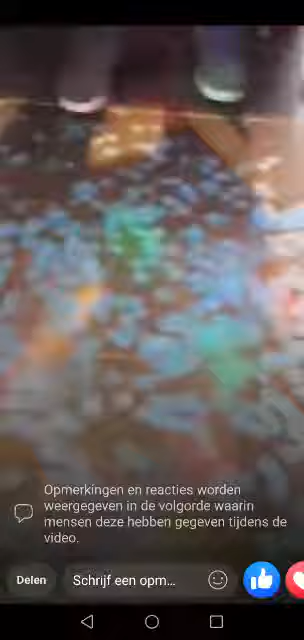 Opmerkingen en reacties worden
weergegeven in de volgorde waarin
mensen deze hebben gegeven tijdens de
video.
Delen
Schrijf een opm...